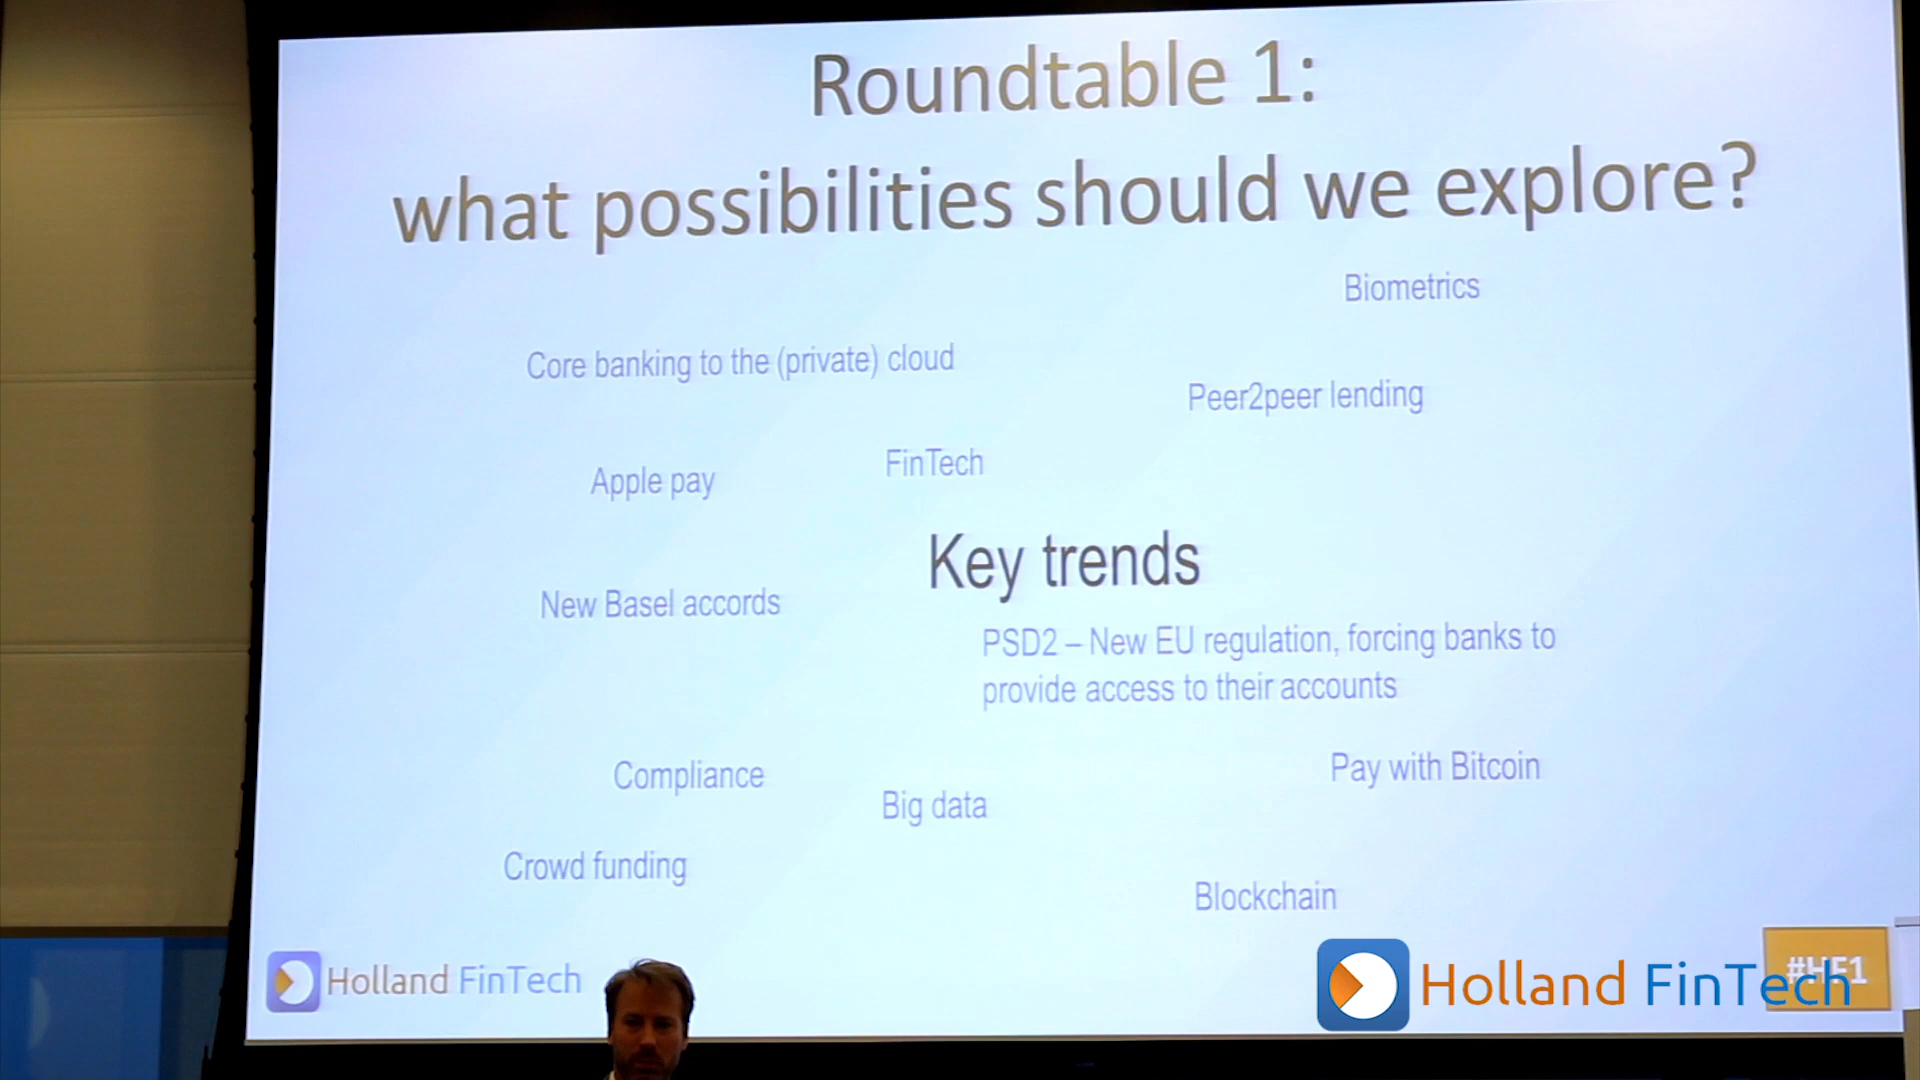 Roundtable 1:
what possibilities should we explore?
Biometrics
Core banking to the (private) cloud
Peer2peer lending
FinTech
Apple pay
Key trends
New Basel accords
PSD2 – New EU regulation, forcing banks to
provide access to their accounts
Pay with Bitcoin
Compliance
Big data
Crowd funding
Blockchain
Holland FinTech
Holland FinTech
#HF1